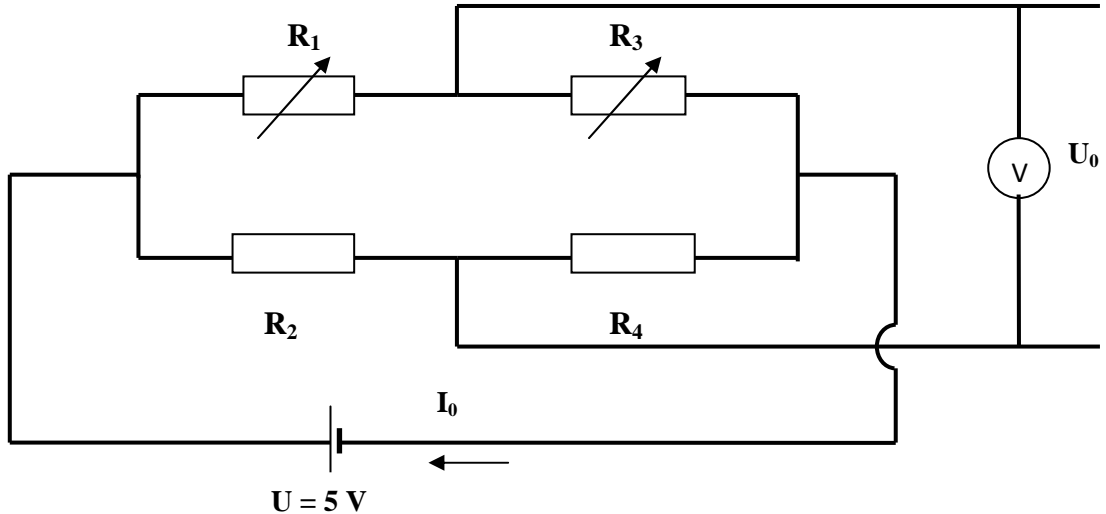 R₁
R₃
V
U₀
R₂
R₄
I₀
U = 5 V